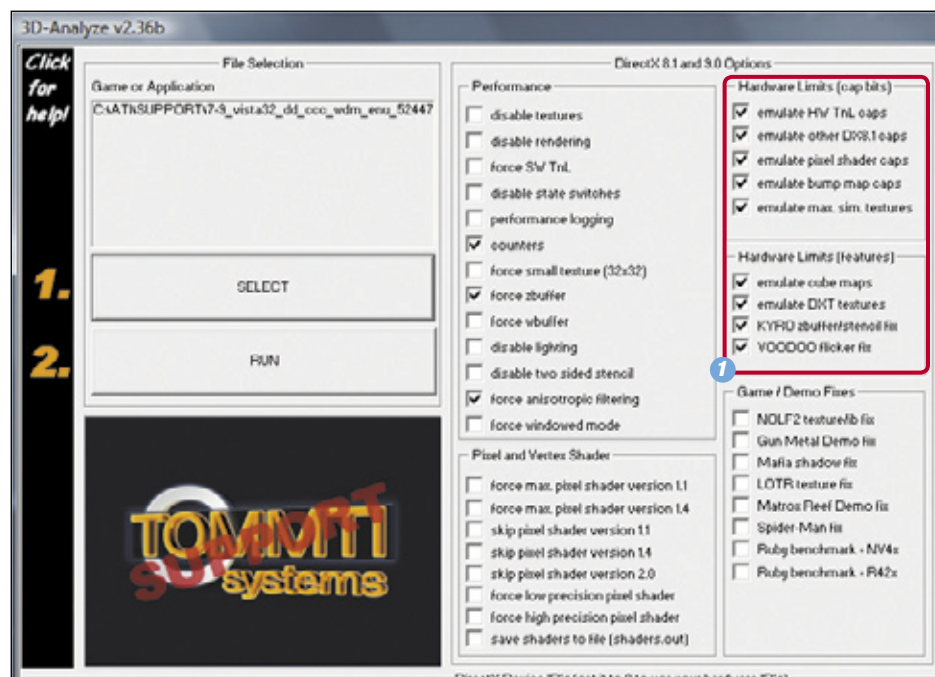 3D-Analyze v2.36b
Click
for
help!
File Selection
Game or Application
C:\ATI\SUPPORT\7-9_vista32_dd_ccc_wdm_enu_52447
1.
SELECT
2.
RUN
TOMMTI
SUPPORT
systems
DirectX 8.1 and 9.0 Options
Performance
disable textures
disable rendering
force SW TnL
disable state switches
performance logging
counters
force small texture (32x32)
force zbuffer
force wbuffer
disable lighting
disable two sided stencil
force anisotropic filtering
force windowed mode
Pixel and Vertex Shader
force max. pixel shader version 1.1
force max. pixel shader version 1.4
skip pixel shader version 1.1
skip pixel shader version 1.4
skip pixel shader version 2.0
force low precision pixel shader
force high precision pixel shader
save shaders to file (shaders.out)
Hardware Limits (cap bits)
emulate HW TnL caps
emulate other DX8.1 caps
emulate pixel shader caps
emulate bump map caps
emulate max. sim. textures
Hardware Limits (features)
emulate cube maps
emulate DXT textures
KYRO zbuffer/stencil fix
VOODOO flicker fix
1
Game / Demo Fixes
NOLF2 texture/lib fix
Gun Metal Demo fix
Mafia shadow fix
LOTR texture fix
Matrox Reef Demo fix
Spider-Man fix
Ruby benchmark - NV4x
Ruby benchmark - R42x